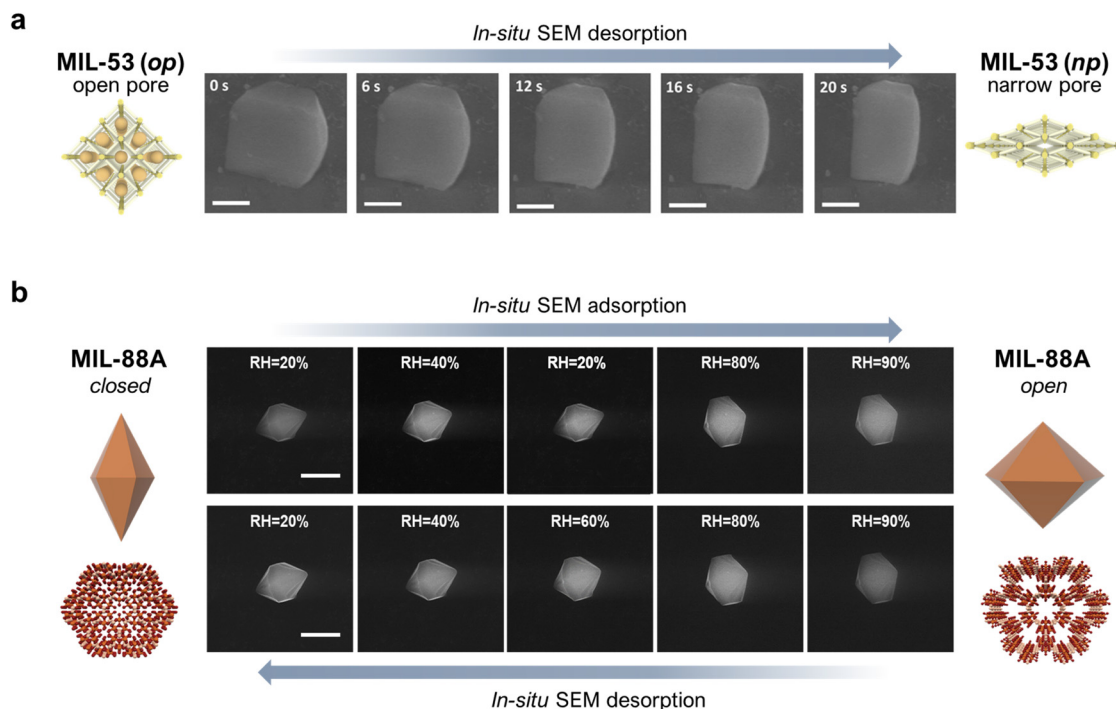 a
In-situ SEM desorption
MIL-53 (op)
open pore
0 s
6 s
12 s
16 s
20 s
MIL-53 (np)
narrow pore
b
In-situ SEM adsorption
MIL-88A
closed
RH=20%
RH=40%
RH=20%
RH=80%
RH=90%
MIL-88A
open
RH=20%
RH=40%
RH=60%
RH=80%
RH=90%
In-situ SEM desorption